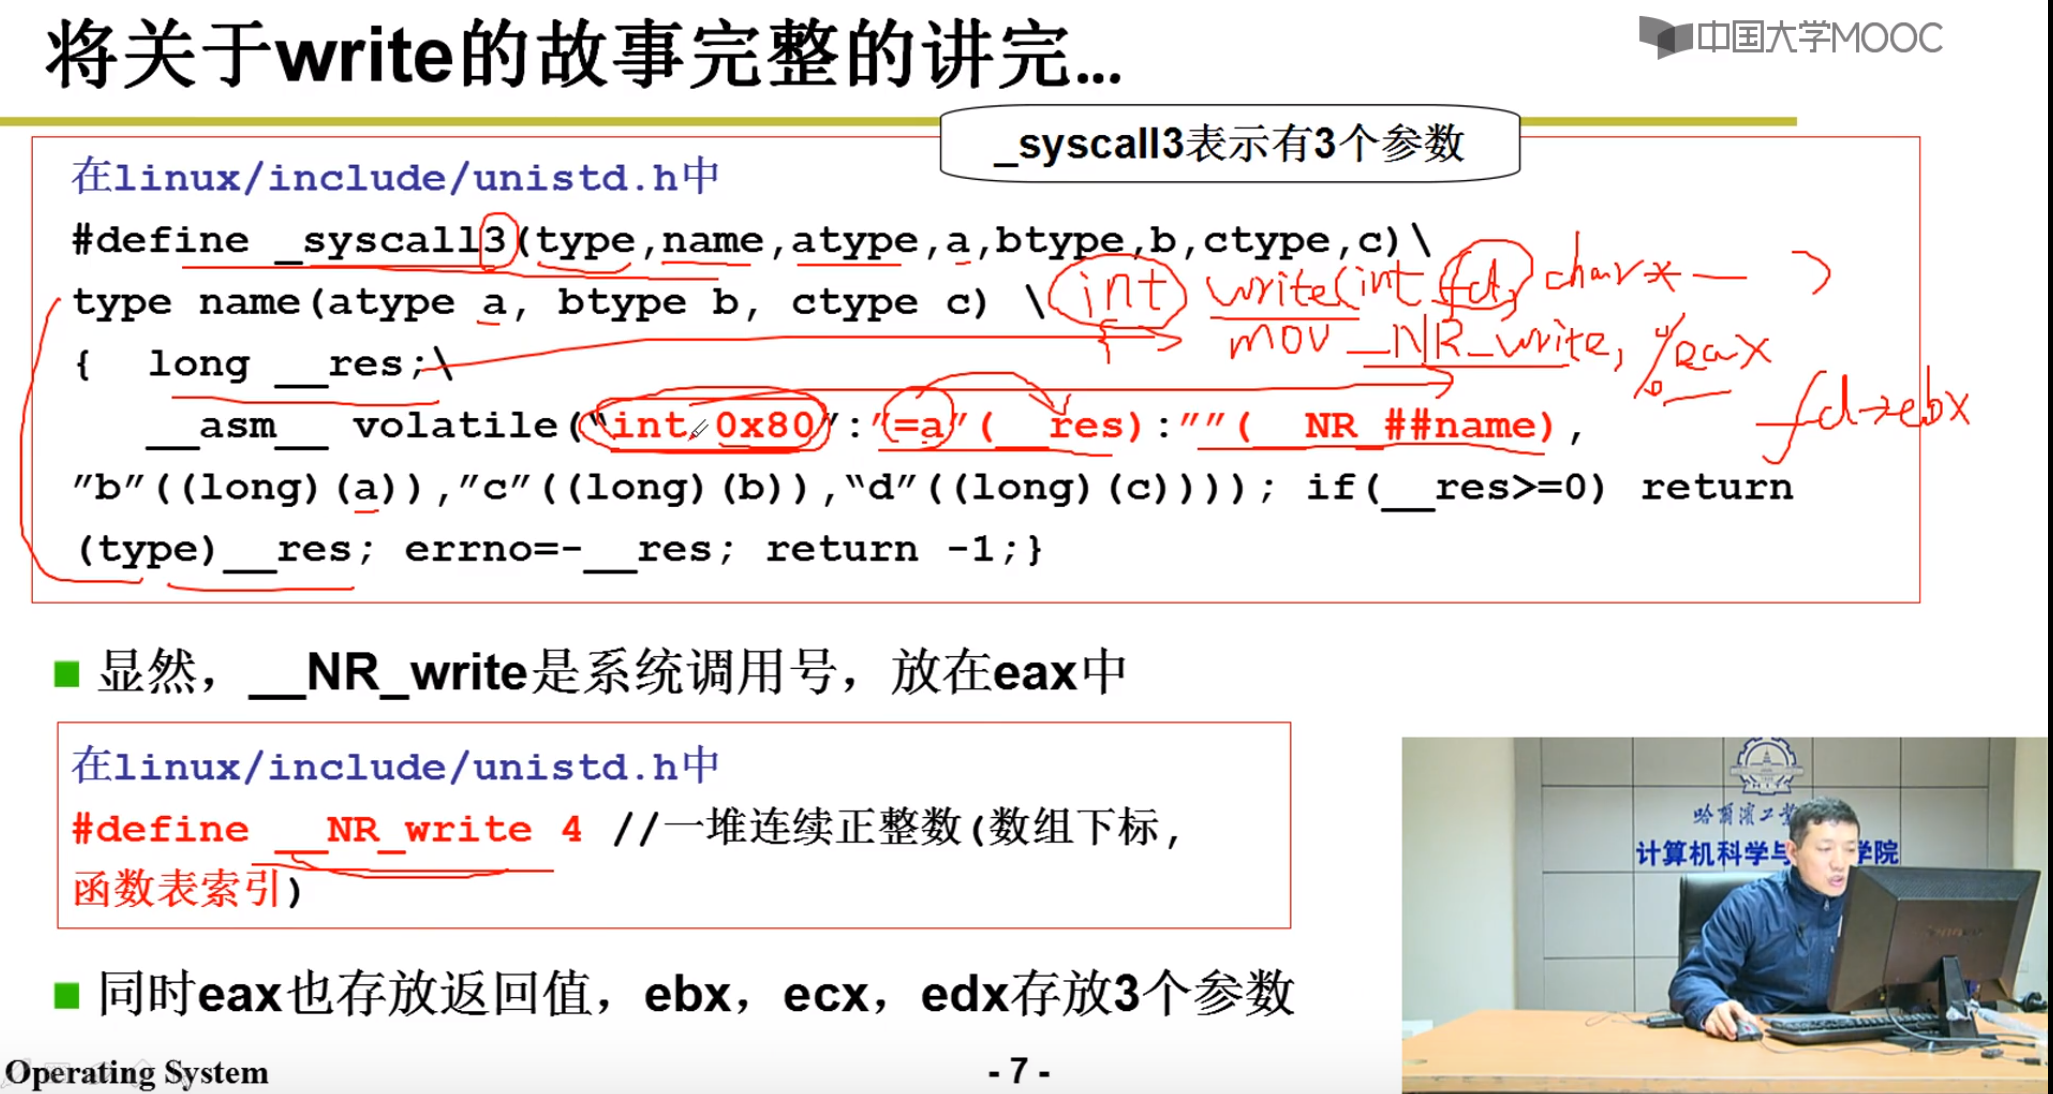 将关于write的故事完整的讲完...
中国大学MOOC
_syscall3表示有3个参数
在linux/include/unistd.h中
#define _syscall3(type,name,atype,a,btype,b,ctype,c)\
type name(atype a, btype b, ctype c) \
int write(int fd, char* — )
{ long __res;\
mov __NR_write, %eax
__asm__ volatile(“int 0x80”:”=a”(__res):””(__NR_##name),
fd→ebx
”b”((long)(a)),”c”((long)(b)),“d”((long)(c)))); if(__res>=0) return
(type)__res; errno=-__res; return -1;}
显然，__NR_write是系统调用号，放在eax中
在linux/include/unistd.h中
#define __NR_write 4 //一堆连续正整数(数组下标,
函数表索引)
同时eax也存放返回值，ebx，ecx，edx存放3个参数
哈尔滨工业
计算机科学与 学院
Operating System
- 7 -